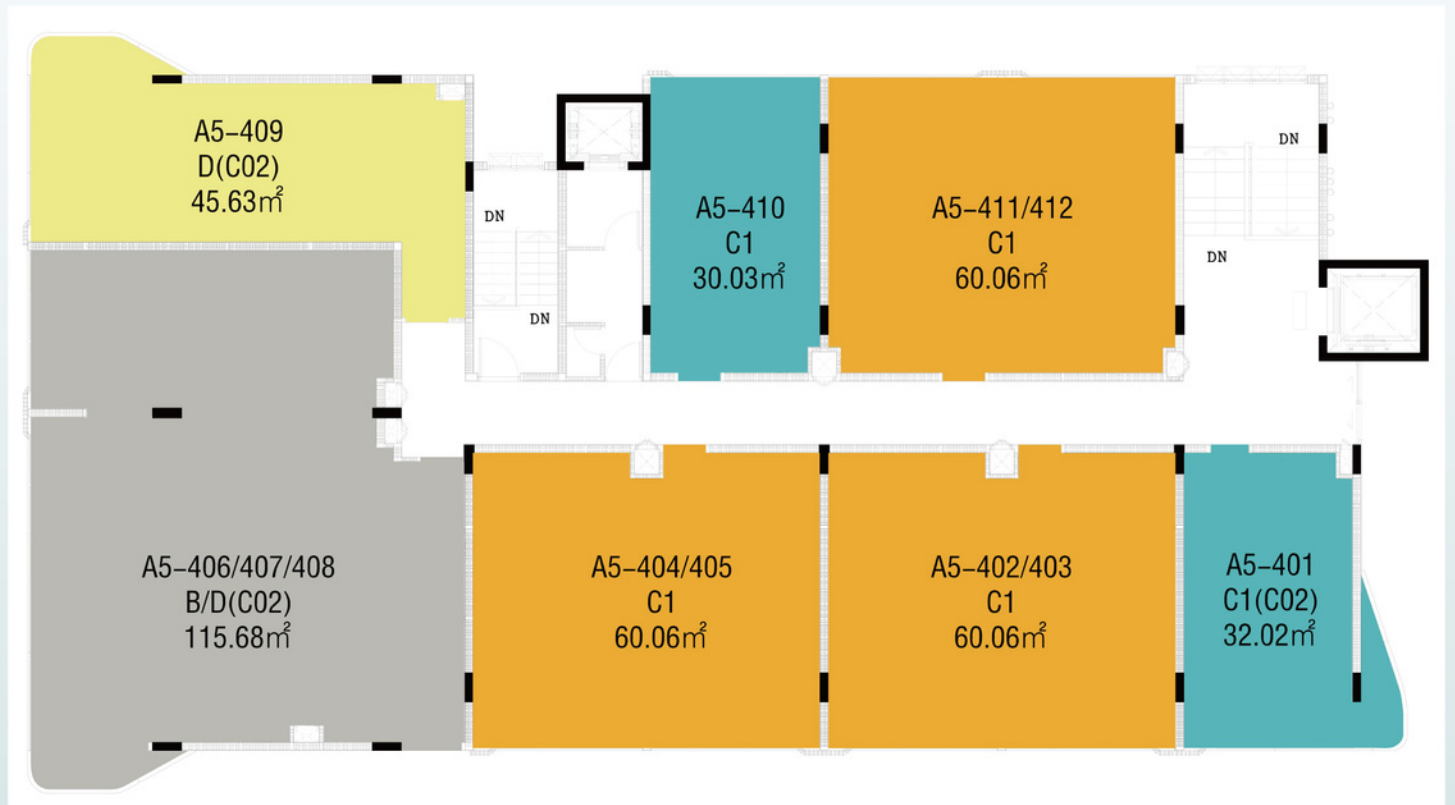 A5-409
D(C02)
45.63㎡
A5-410
C1
30.03㎡
A5-411/412
C1
60.06㎡
DN
DN
DN
DN
A5-406/407/408
B/D(C02)
115.68㎡
A5-404/405
C1
60.06㎡
A5-402/403
C1
60.06㎡
A5-401
C1(C02)
32.02㎡